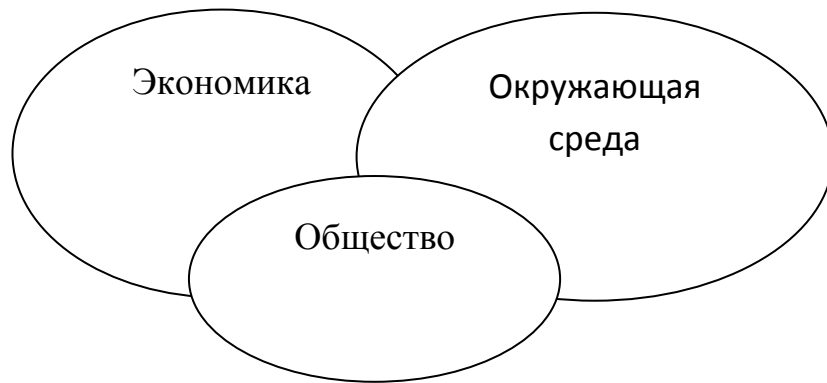 Экономика
Окружающая
среда
Общество